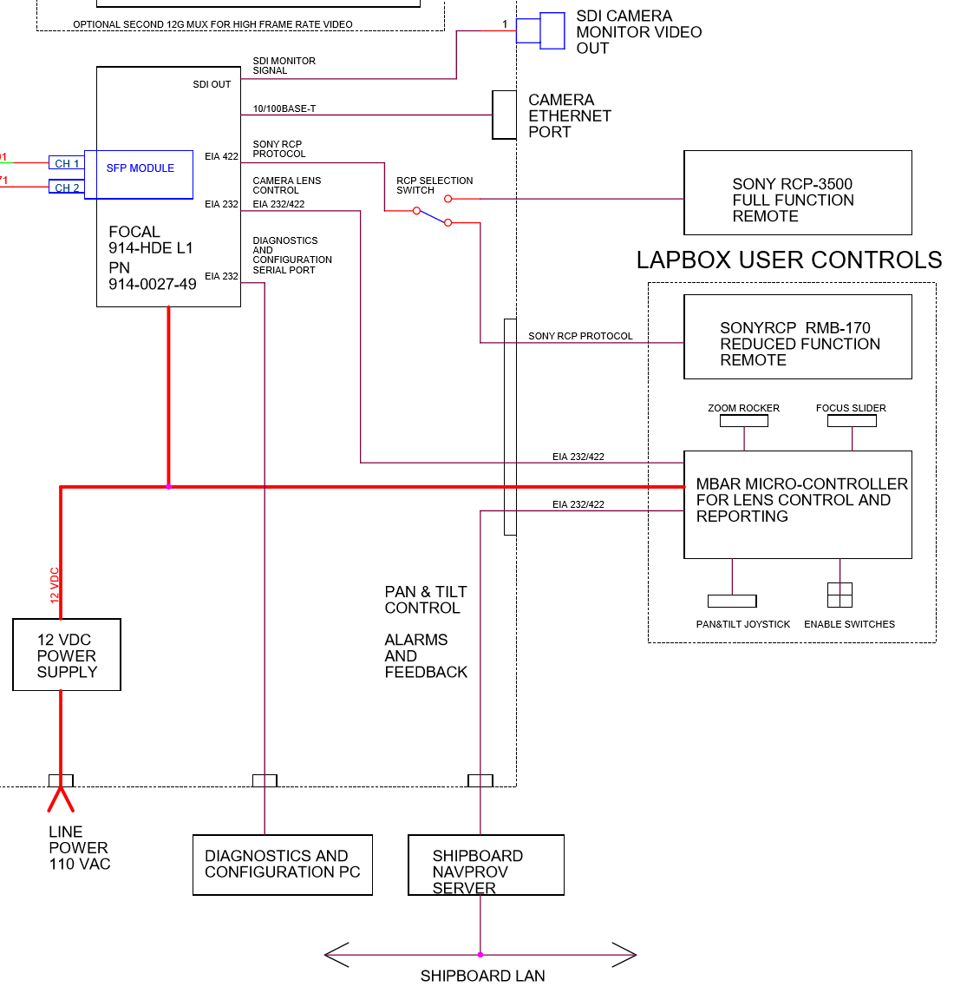 OPTIONAL SECOND 12G MUX FOR HIGH FRAME RATE VIDEO
1
SDI CAMERA
MONITOR VIDEO
OUT
SDI MONITOR
SIGNAL
SDI OUT
10/100BASE-T
CAMERA
ETHERNET
PORT
SONY RCP
PROTOCOL
EIA 422
CH 1
SFP MODULE
CH 2
CAMERA LENS
CONTROL
EIA 232
EIA 232/422
RCP SELECTION
SWITCH
SONY RCP-3500
FULL FUNCTION
REMOTE
FOCAL
914-HDE L1
PN
914-0027-49
DIAGNOSTICS
AND
CONFIGURATION
SERIAL PORT
EIA 232
LAPBOX USER CONTROLS
SONYRCP  RMB-170
REDUCED FUNCTION
REMOTE
SONY RCP PROTOCOL
ZOOM ROCKER
FOCUS SLIDER
EIA 232/422
MBAR MICRO-CONTROLLER
FOR LENS CONTROL AND
REPORTING
EIA 232/422
PAN&TILT JOYSTICK
ENABLE SWITCHES
12 VDC
PAN & TILT
CONTROL
ALARMS
AND
FEEDBACK
12 VDC
POWER
SUPPLY
LINE
POWER
110 VAC
DIAGNOSTICS AND
CONFIGURATION PC
SHIPBOARD
NAVPROV
SERVER
SHIPBOARD LAN